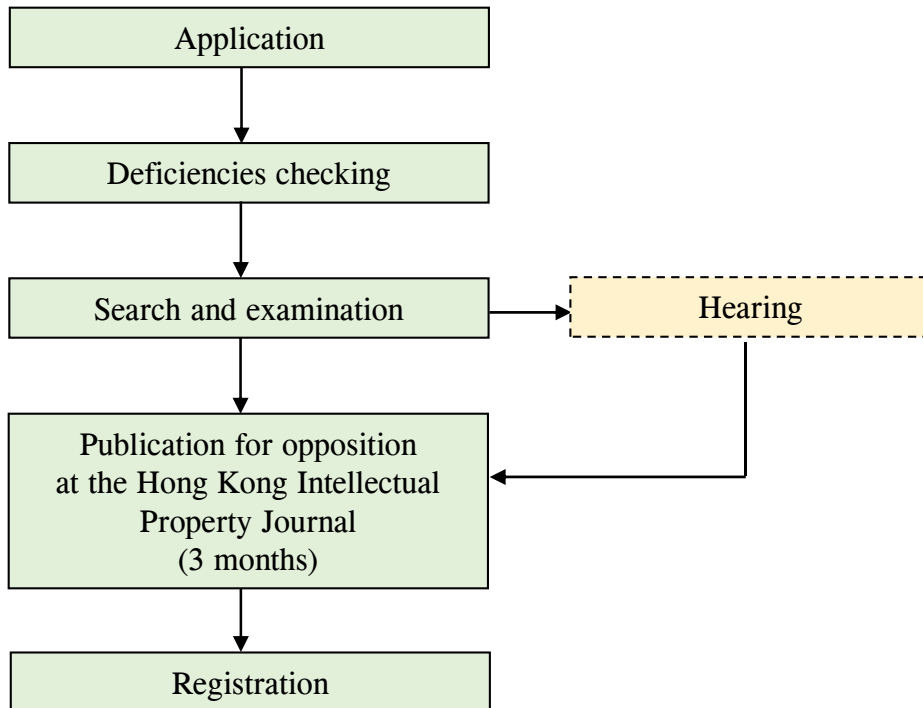 Application
Deficiencies checking
Search and examination
Hearing
Publication for opposition
at the Hong Kong Intellectual
Property Journal
(3 months)
Registration